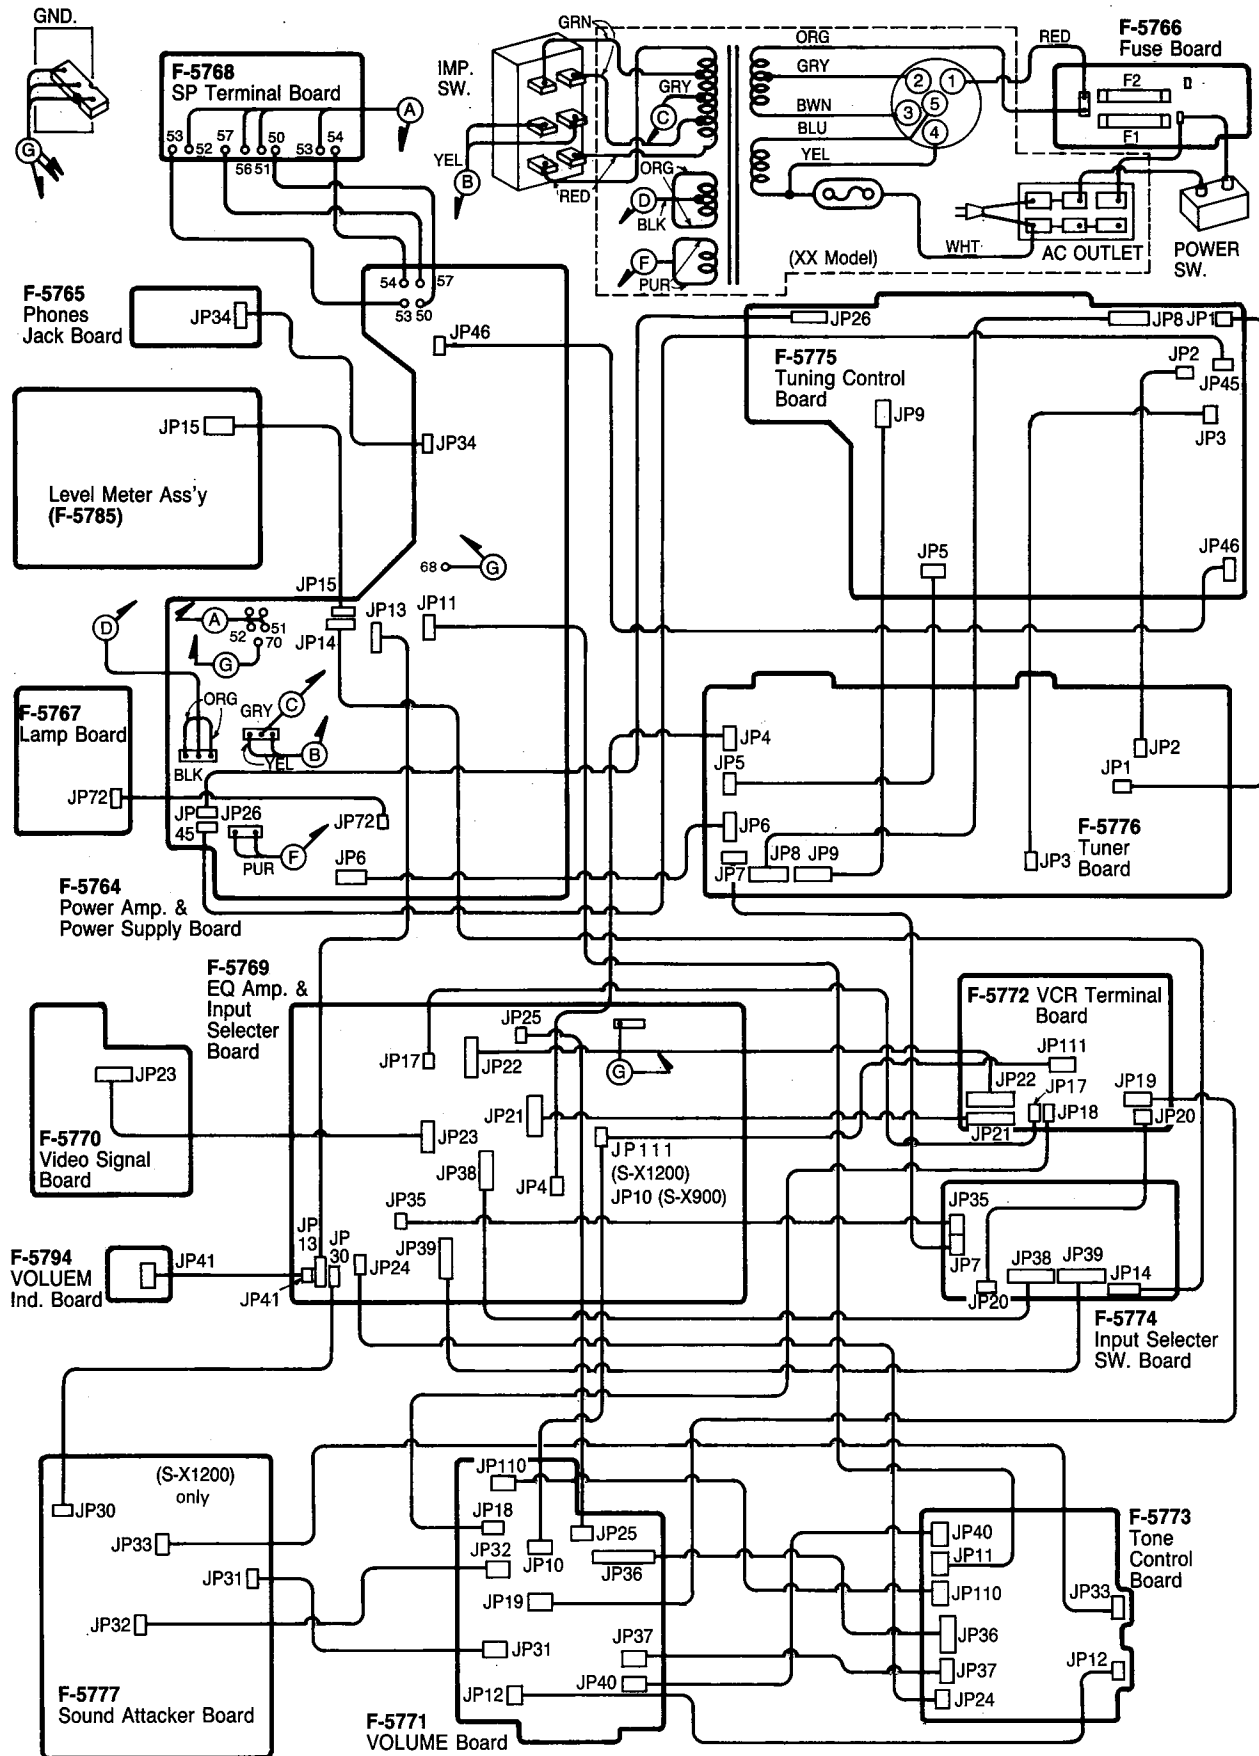 GND.
G
F-5768
SP Terminal Board
A
53
52
57
56
51
50
53
54
IMP.
SW.
GRN
YEL
B
RED
GRY
C
ORG
D
BLK
F
PUR
ORG
GRY
BWN
BLU
YEL
2
1
3
5
4
RED
F-5766
Fuse Board
F2
F1
WHT
(XX Model)
AC OUTLET
POWER
SW.
F-5765
Phones
Jack Board
JP34
54
57
53
50
JP46
JP34
JP15
Level Meter Ass'y
(F-5785)
68
G
JP26
JP8
JP1
JP2
JP45
JP3
F-5775
Tuning Control
Board
JP9
JP5
JP46
JP15
JP13
JP11
JP14
D
A
52
51
70
G
ORG
BLK
GRY
C
YEL
B
F-5767
Lamp Board
JP72
JP
45
JP26
JP72
PUR
F
JP6
F-5764
Power Amp. &
Power Supply Board
JP4
JP5
JP6
JP7
JP8
JP9
JP2
JP1
JP3
F-5776
Tuner
Board
F-5769
EQ Amp. &
Input
Selecter
Board
JP25
JP17
JP22
G
JP21
JP23
JP111
(S-X1200)
JP10 (S-X900)
JP38
JP4
JP35
JP
13
JP
30
JP24
JP39
JP41
F-5772 VCR Terminal
Board
JP111
JP22
JP17
JP19
JP18
JP20
JP21
JP23
F-5770
Video Signal
Board
F-5794
VOLUEM
Ind. Board
JP41
JP35
JP7
JP38
JP39
JP14
JP20
F-5774
Input Selecter
SW. Board
(S-X1200)
only
JP30
JP33
JP31
JP32
F-5777
Sound Attacker Board
JP110
JP18
JP32
JP10
JP25
JP36
JP19
JP31
JP37
JP40
JP12
F-5771
VOLUME Board
JP40
JP11
JP110
JP36
JP37
JP24
JP33
JP12
F-5773
Tone
Control
Board